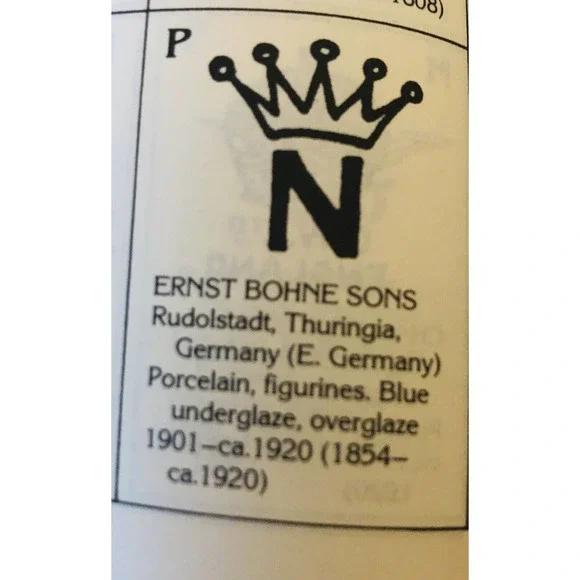 P
N
ERNST BOHNE SONS
Rudolstadt, Thuringia,
Germany (E. Germany)
Porcelain, figurines. Blue
underglaze, overglaze
1901–ca.1920 (1854–
ca.1920)